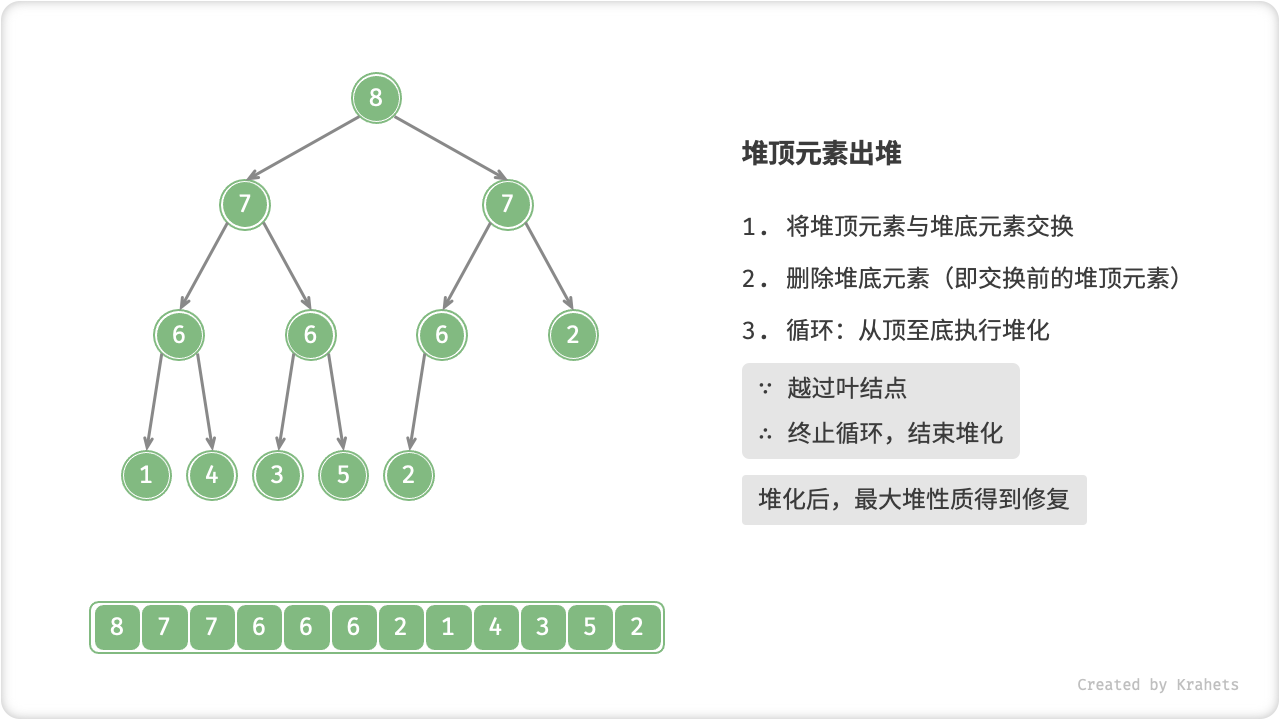 8
7 7
6 6 6 2
1 4 3 5 2
8 7 7 6 6 6 2 1 4 3 5 2
堆顶元素出堆
1. 将堆顶元素与堆底元素交换
2. 删除堆底元素（即交换前的堆顶元素）
3. 循环：从顶至底执行堆化
∵ 越过叶结点
∴ 终止循环，结束堆化
堆化后，最大堆性质得到修复
Created by Krahets